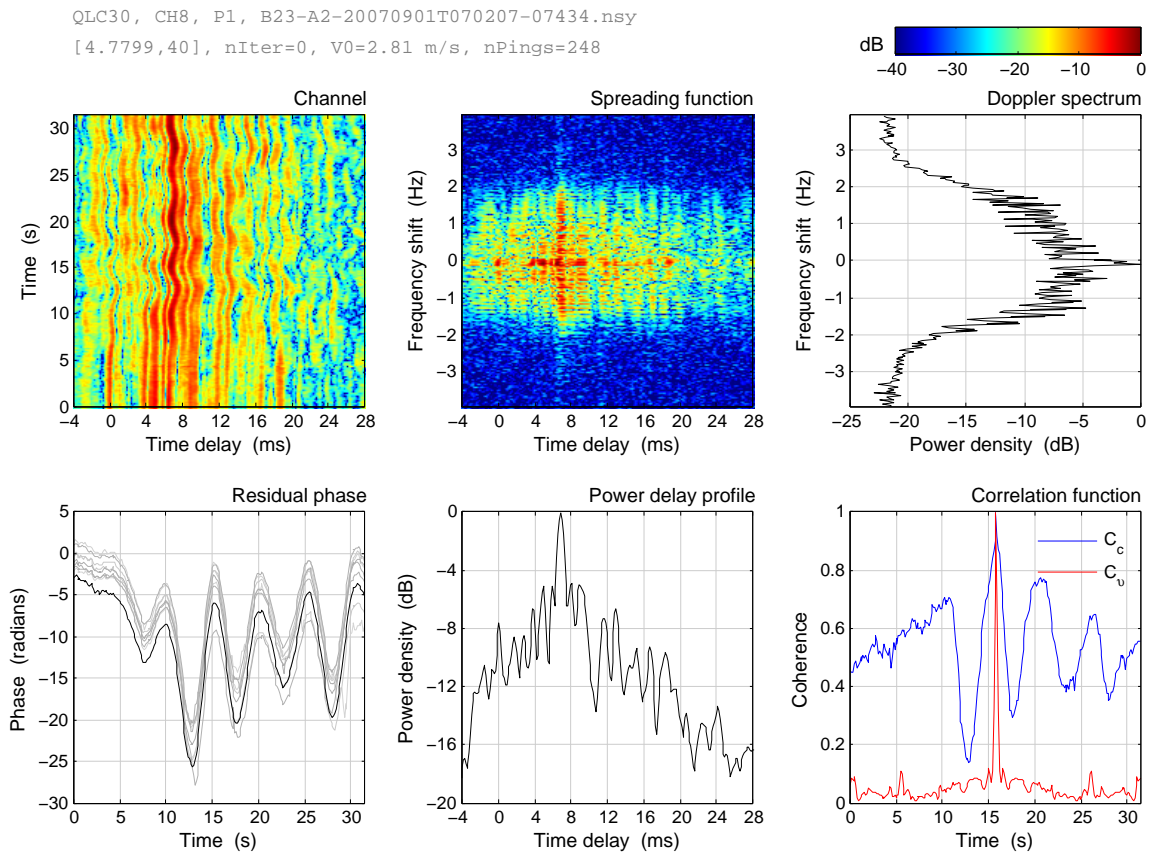 QLC30, CH8, P1, B23-A2-20070901T070207-07434.nsy
[4.7799,40], nIter=0, V0=2.81 m/s, nPings=248
dB
−40 −30 −20 −10 0
Channel
30
25
20
15
10
5
0
Time (s)
−4 0 4 8 12 16 20 24 28
Time delay (ms)
Spreading function
3
2
1
0
−1
−2
−3
Frequency shift (Hz)
−4 0 4 8 12 16 20 24 28
Time delay (ms)
Doppler spectrum
3
2
1
0
−1
−2
−3
Frequency shift (Hz)
−25 −20 −15 −10 −5 0
Power density (dB)
Residual phase
5
0
−5
−10
−15
−20
−25
−30
Phase (radians)
0 5 10 15 20 25 30
Time (s)
Power delay profile
0
−4
−8
−12
−16
−20
Power density (dB)
−4 0 4 8 12 16 20 24 28
Time delay (ms)
Correlation function
C_c
C_υ
1
0.8
0.6
0.4
0.2
0
Coherence
0 5 10 15 20 25 30
Time (s)